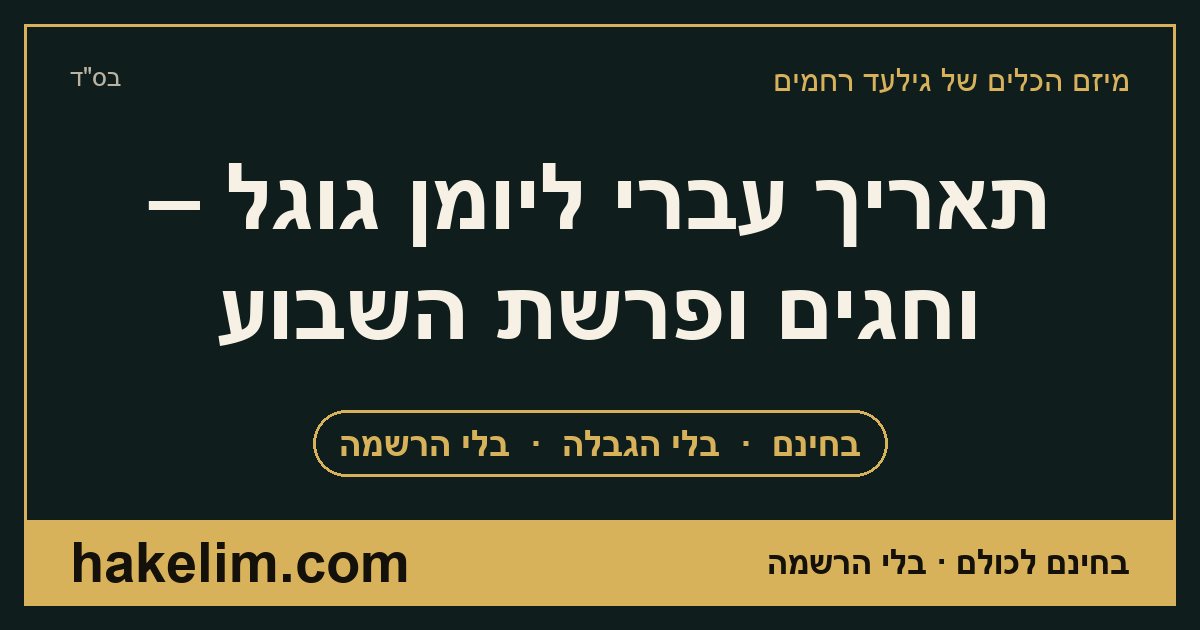 מיזם הכלים של גילעד רחמים
בס"ד
תאריך עברי ליומן גוגל –
וחגים ופרשת השבוע
בחינם · בלי הגבלה · בלי הרשמה
בחינם לכולם · בלי הרשמה
hakelim.com